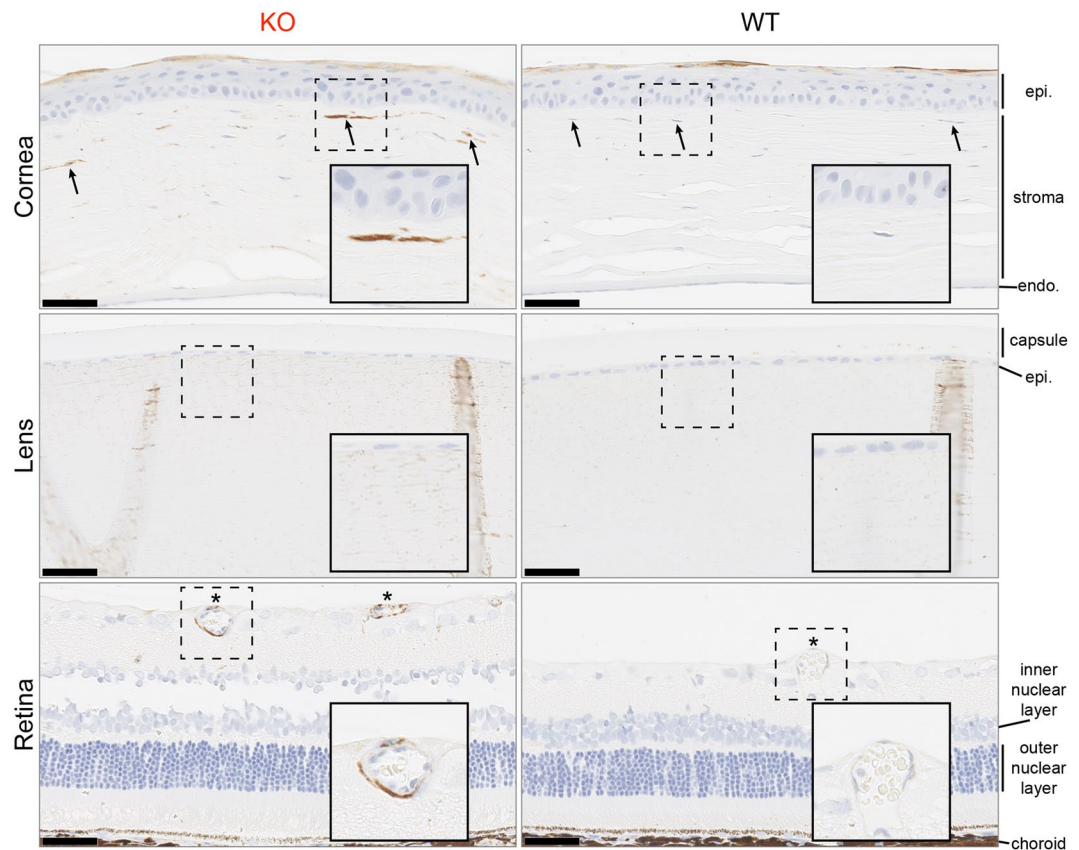 KO
WT
Cornea
epi.
stroma
endo.
Lens
capsule
epi.
Retina
*
*
*
inner
nuclear
layer
outer
nuclear
layer
choroid